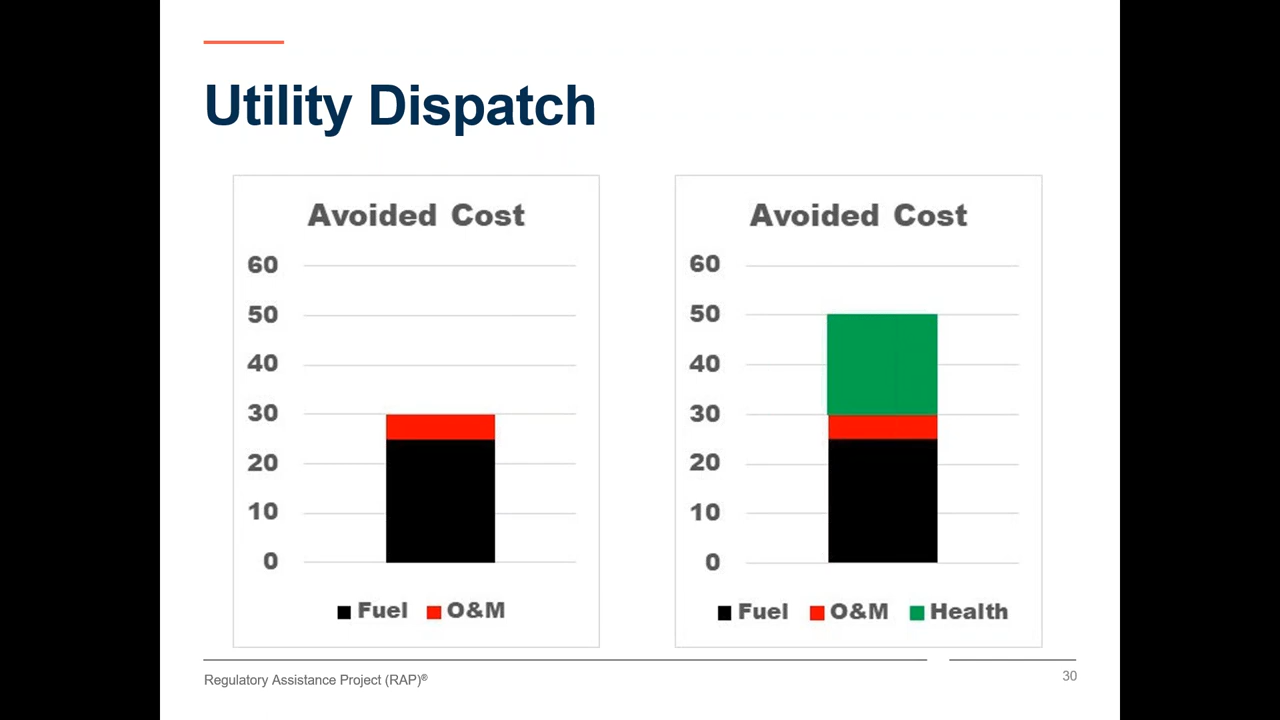 Utility Dispatch
Avoided Cost
60
50
40
30
20
10
0
Fuel O&M
Avoided Cost
60
50
40
30
20
10
0
Fuel O&M Health
Regulatory Assistance Project (RAP)®
30